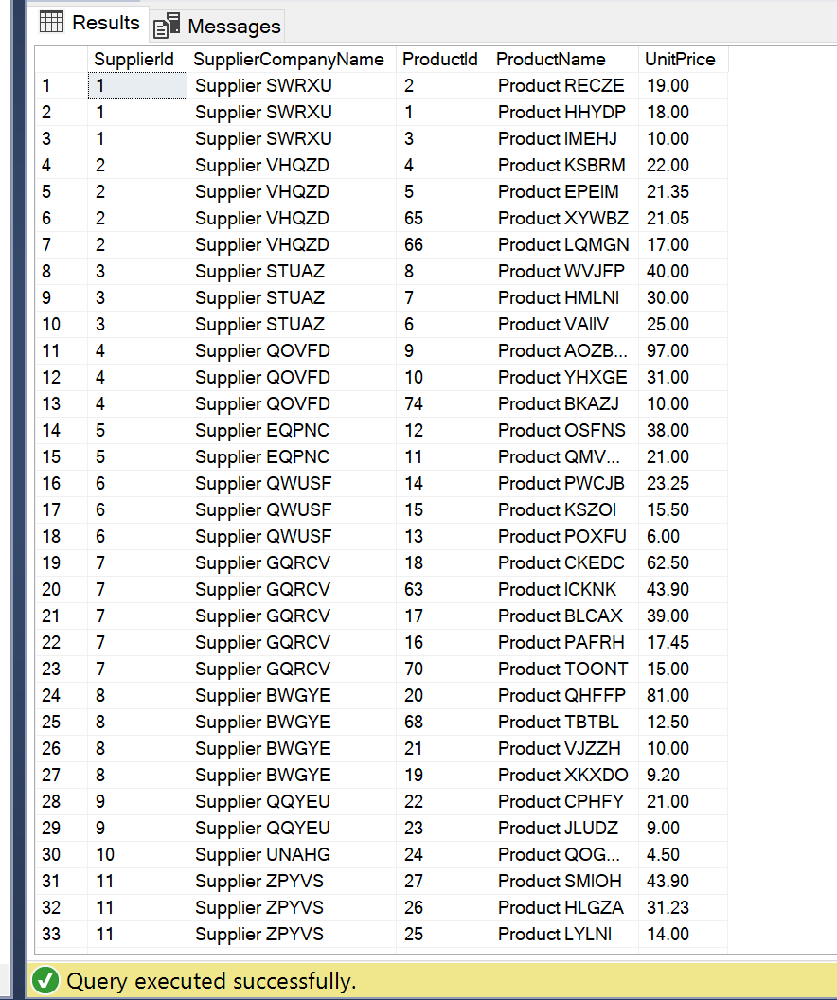 Results Messages
SupplierId SupplierCompanyName ProductId ProductName UnitPrice
1 1 Supplier SWRXU 2 Product RECZE 19.00
2 1 Supplier SWRXU 1 Product HHYDP 18.00
3 1 Supplier SWRXU 3 Product IMEHJ 10.00
4 2 Supplier VHQZD 4 Product KSBRM 22.00
5 2 Supplier VHQZD 5 Product EPEIM 21.35
6 2 Supplier VHQZD 65 Product XYWBZ 21.05
7 2 Supplier VHQZD 66 Product LQMGN 17.00
8 3 Supplier STUAZ 8 Product WVJFP 40.00
9 3 Supplier STUAZ 7 Product HMLNI 30.00
10 3 Supplier STUAZ 6 Product VAIIV 25.00
11 4 Supplier QOVFD 9 Product AOZB... 97.00
12 4 Supplier QOVFD 10 Product YHXGE 31.00
13 4 Supplier QOVFD 74 Product BKAZJ 10.00
14 5 Supplier EQPNC 12 Product OSFNS 38.00
15 5 Supplier EQPNC 11 Product QMV... 21.00
16 6 Supplier QWUSF 14 Product PWCJB 23.25
17 6 Supplier QWUSF 15 Product KSZOI 15.50
18 6 Supplier QWUSF 13 Product POXFU 6.00
19 7 Supplier GQRCV 18 Product CKEDC 62.50
20 7 Supplier GQRCV 63 Product ICKNK 43.90
21 7 Supplier GQRCV 17 Product BLCAX 39.00
22 7 Supplier GQRCV 16 Product PAFRH 17.45
23 7 Supplier GQRCV 70 Product TOONT 15.00
24 8 Supplier BWGYE 20 Product QHFFP 81.00
25 8 Supplier BWGYE 68 Product TBTBL 12.50
26 8 Supplier BWGYE 21 Product VJZZH 10.00
27 8 Supplier BWGYE 19 Product XKXDO 9.20
28 9 Supplier QQYEU 22 Product CPHFY 21.00
29 9 Supplier QQYEU 23 Product JLUDZ 9.00
30 10 Supplier UNAHG 24 Product QOG... 4.50
31 11 Supplier ZPYVS 27 Product SMIOH 43.90
32 11 Supplier ZPYVS 26 Product HLGZA 31.23
33 11 Supplier ZPYVS 25 Product LYLNI 14.00
Query executed successfully.